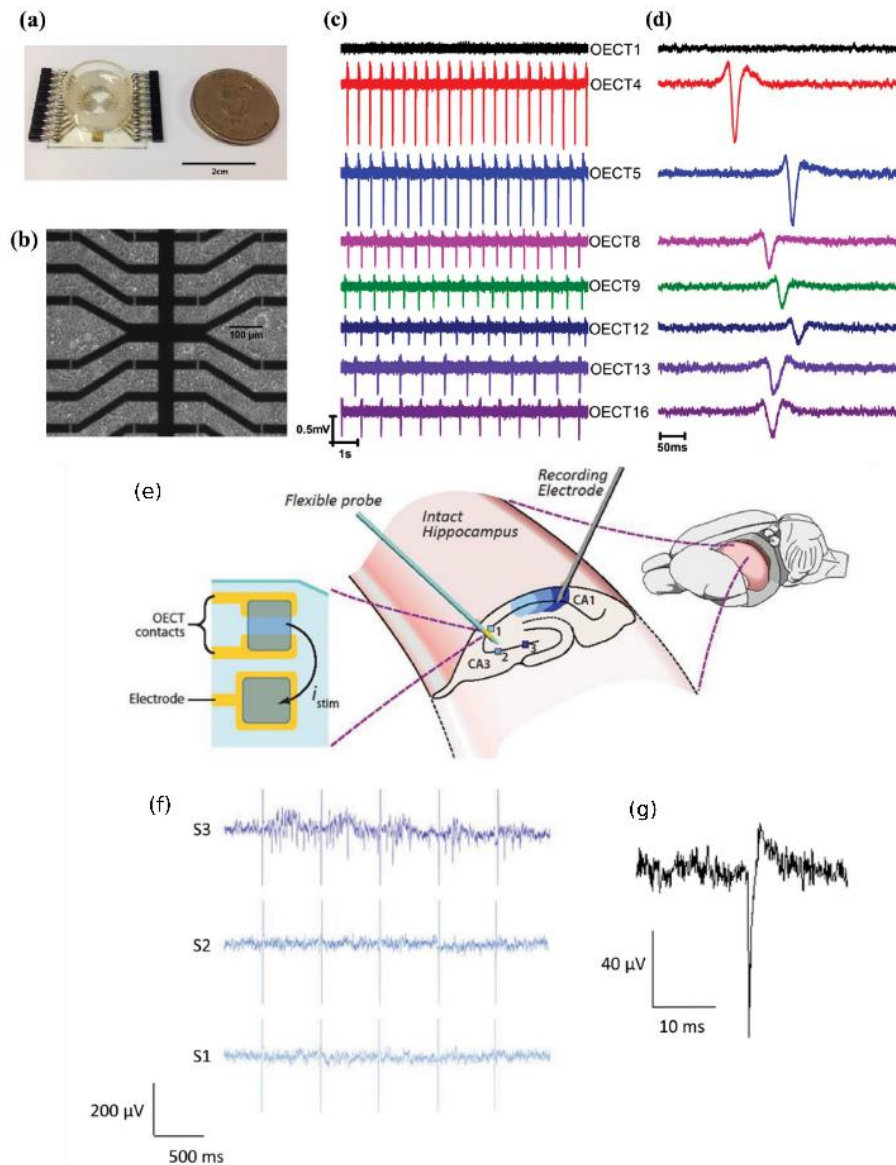 (a)
2cm
(b)
100 μm
(c)
OECT1
OECT4
OECT5
OECT8
OECT9
OECT12
OECT13
OECT16
0.5mV
1s
(d)
50ms
(e)
Flexible probe
Recording
Electrode
Intact
Hippocampus
CA1
OECT
contacts
1
CA3
2
3
Electrode
istim
(f)
S3
S2
S1
200 μV
500 ms
(g)
40 μV
10 ms